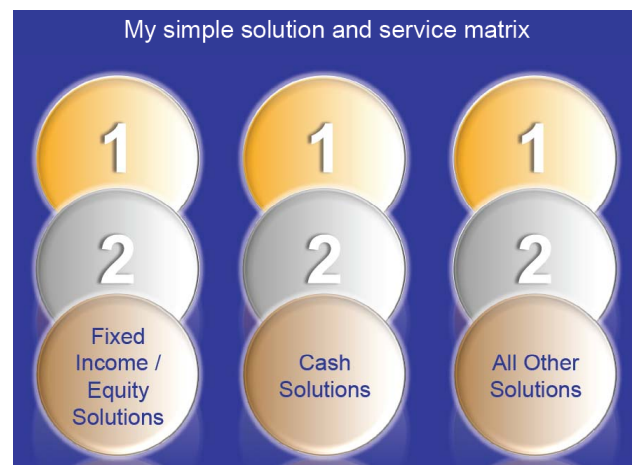 My simple solution and service matrix
1
1
1
2
2
2
Fixed
Income /
Equity
Solutions
Cash
Solutions
All Other
Solutions